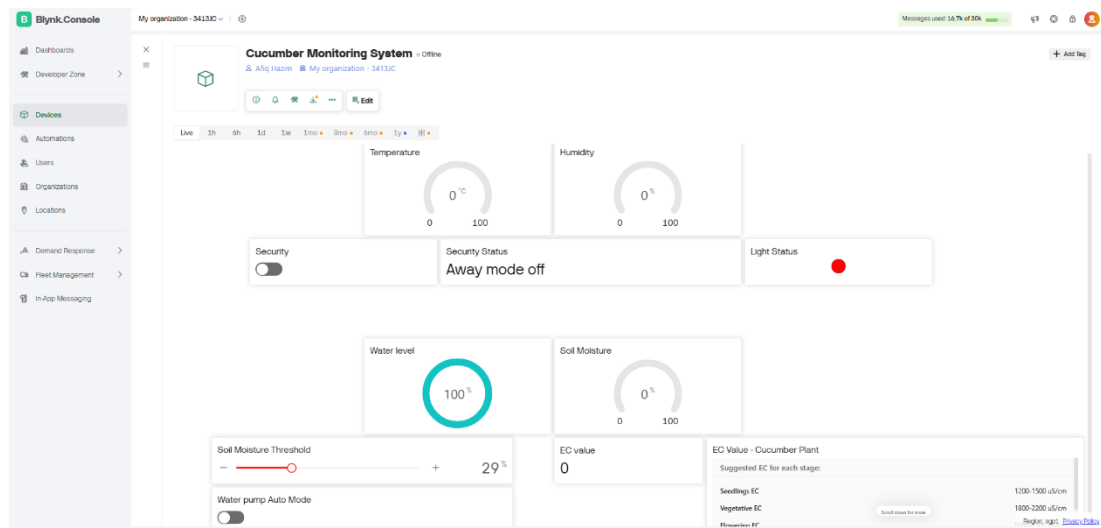 B Blynk.Console
My organization - 3413JC
Messages used: 16.7k of 30k
Dashboards
Developer Zone
Devices
Automations
Users
Organizations
Locations
Demand Response
Fleet Management
In-App Messaging
Cucumber Monitoring System Offline
Afiq Hazim My organization - 3413JC
Edit
+ Add Tag
Live 1h 6h 1d 1w 1mo 3mo 6mo 1y
Temperature
0 °C
0 100
Humidity
0 %
0 100
Security
Security Status
Away mode off
Light Status
Water level
100 %
Soil Moisture
0 %
0 100
Soil Moisture Threshold
− + 29 %
Water pump Auto Mode
EC value
0
EC Value - Cucumber Plant
Suggested EC for each stage:
Seedlings EC 1200-1500 uS/cm
Vegetative EC 1800-2200 uS/cm
Scroll down for more
Flowering EC
Region: sgp1 Privacy Policy